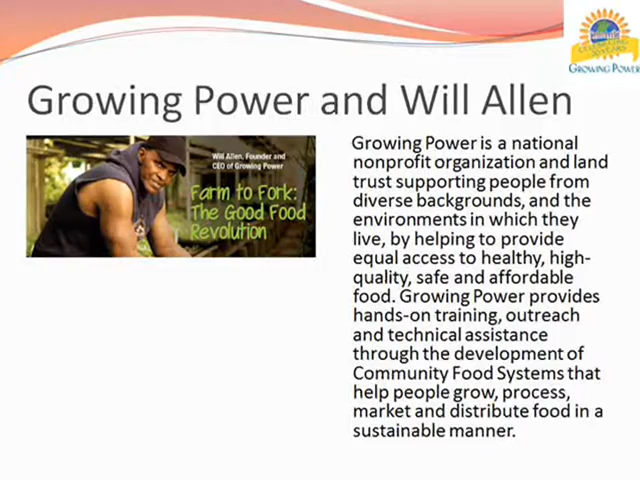 GROWING POWER
Growing Power and Will Allen
Will Allen, Founder and
CEO of Growing Power
Farm to Fork:
The Good Food
Revolution
Growing Power is a national
nonprofit organization and land
trust supporting people from
diverse backgrounds, and the
environments in which they
live, by helping to provide
equal access to healthy, high-
quality, safe and affordable
food. Growing Power provides
hands-on training, outreach
and technical assistance
through the development of
Community Food Systems that
help people grow, process,
market and distribute food in a
sustainable manner.